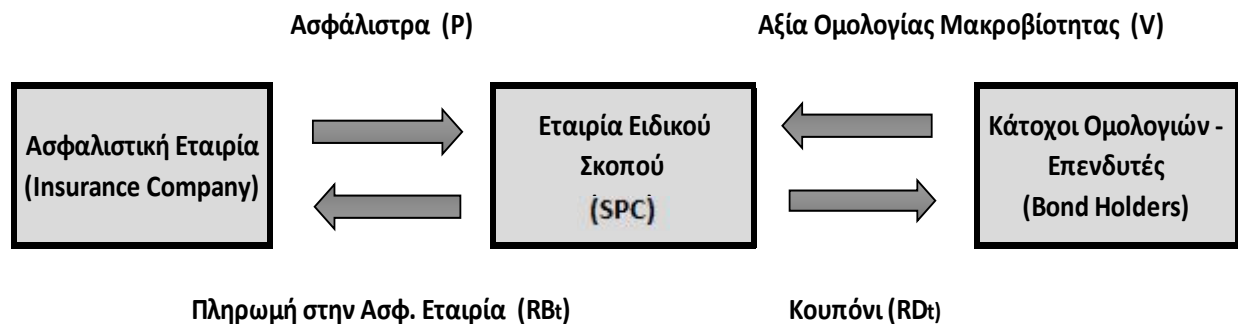 Ασφάλιστρα (P)
Αξία Ομολογίας Μακροβίοτητας (V)
Ασφαλιστική Εταιρία
(Insurance Company)
Εταιρία Ειδικού
Σκοπού
(SPC)
Κάτοχοι Ομολογιών -
Επενδυτές
(Bond Holders)
Πληρωμή στην Ασφ. Εταιρία (RBt)
Κουπόνι (RDt)